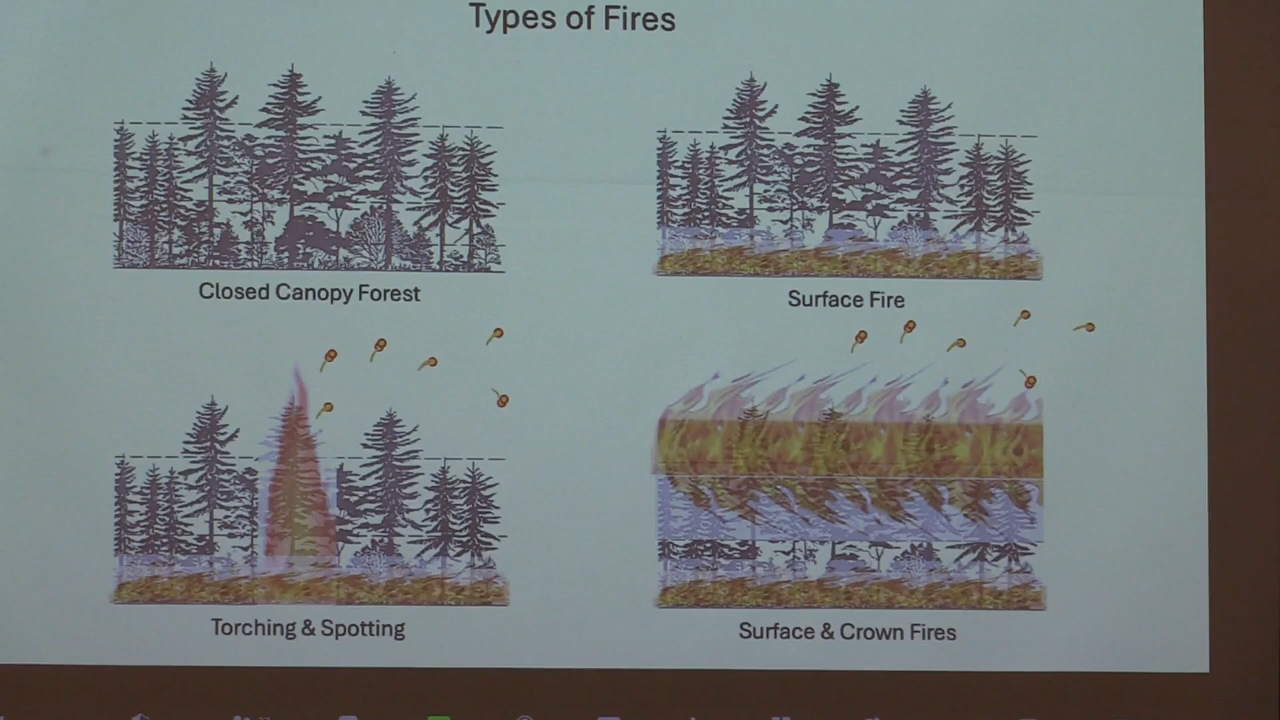 Types of Fires
Closed Canopy Forest
Surface Fire
Torching & Spotting
Surface & Crown Fires